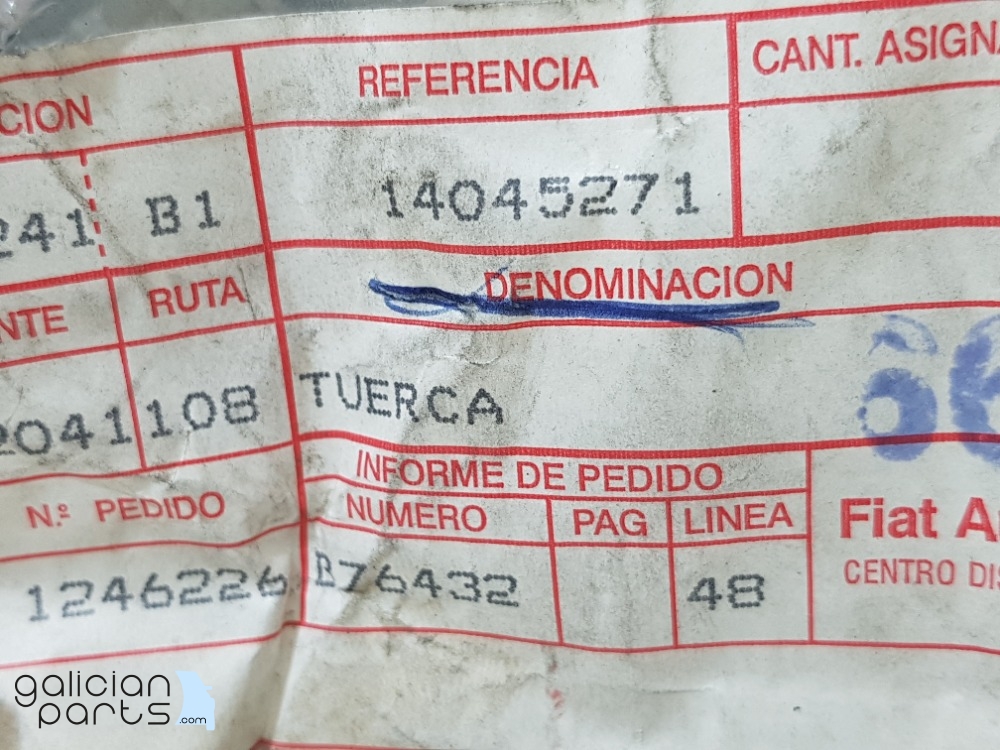 REFERENCIA
CANT. ASIGNA
CION
241 B1
14045271
NTE
RUTA
DENOMINACION
2041
108
TUERCA
INFORME DE PEDIDO
N.º PEDIDO
NUMERO
PAG
LINEA
Fiat A
CENTRO DIS
1246226
B76432
48
galician
parts.com